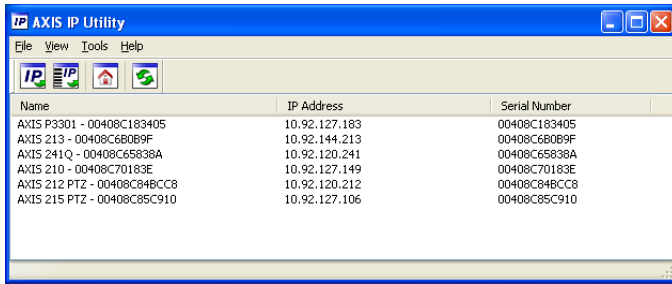 IP AXIS IP Utility
File View Tools Help
IP IP
Name IP Address Serial Number
AXIS P3301 - 00408C183405 10.92.127.183 00408C183405
AXIS 213 - 00408C6B0B9F 10.92.144.213 00408C6B0B9F
AXIS 241Q - 00408C65838A 10.92.120.241 00408C65838A
AXIS 210 - 00408C70183E 10.92.127.149 00408C70183E
AXIS 212 PTZ - 00408C84BCC8 10.92.120.212 00408C84BCC8
AXIS 215 PTZ - 00408C85C910 10.92.127.106 00408C85C910